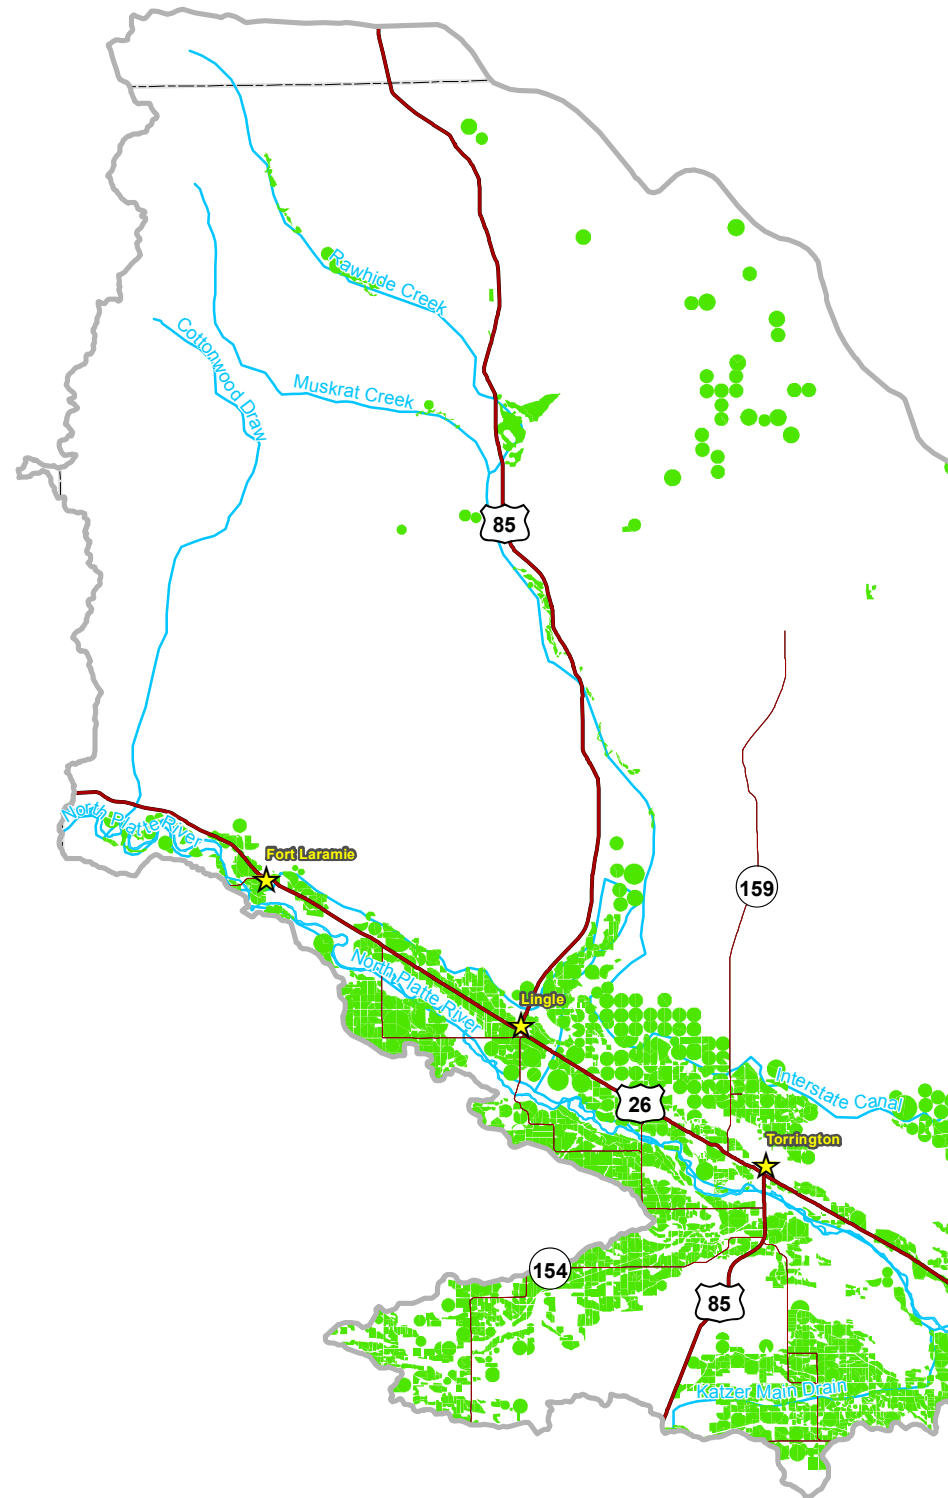 Rawhide Creek
Cottonwood Draw
Muskrat Creek
85
North Platte River
Fort Laramie
159
North Platte River
Lingle
Interstate Canal
26
Torrington
154
85
Katzer Main Drain